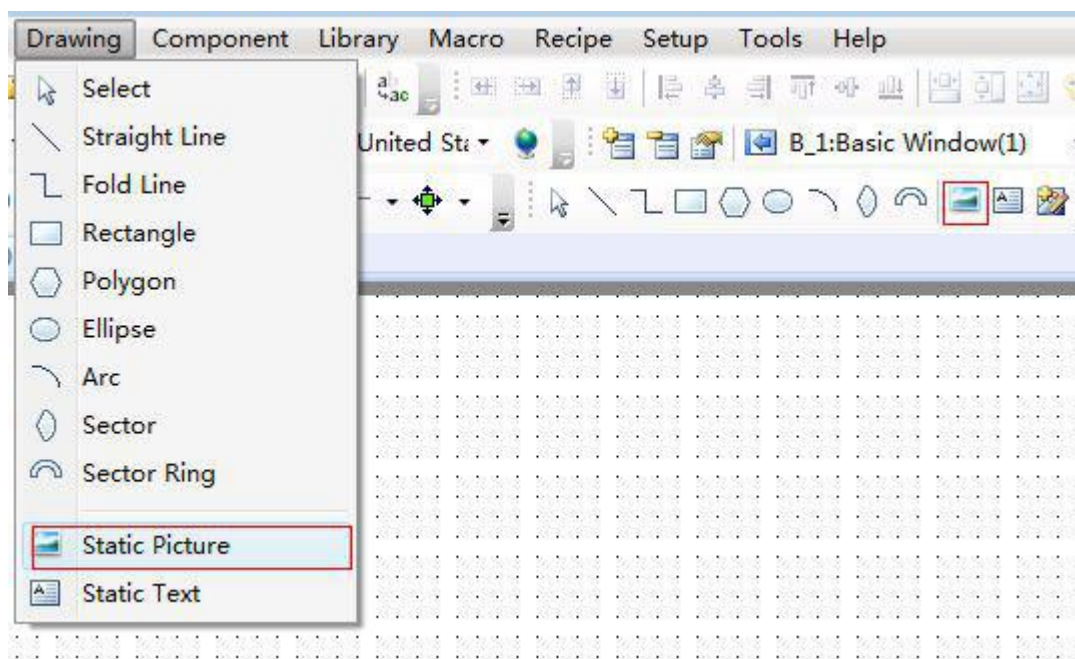 Drawing Component Library Macro Recipe Setup Tools Help
Select
Straight Line
United Sta B_1:Basic Window(1)
Fold Line
Rectangle
Polygon
Ellipse
Arc
Sector
Sector Ring
Static Picture
Static Text